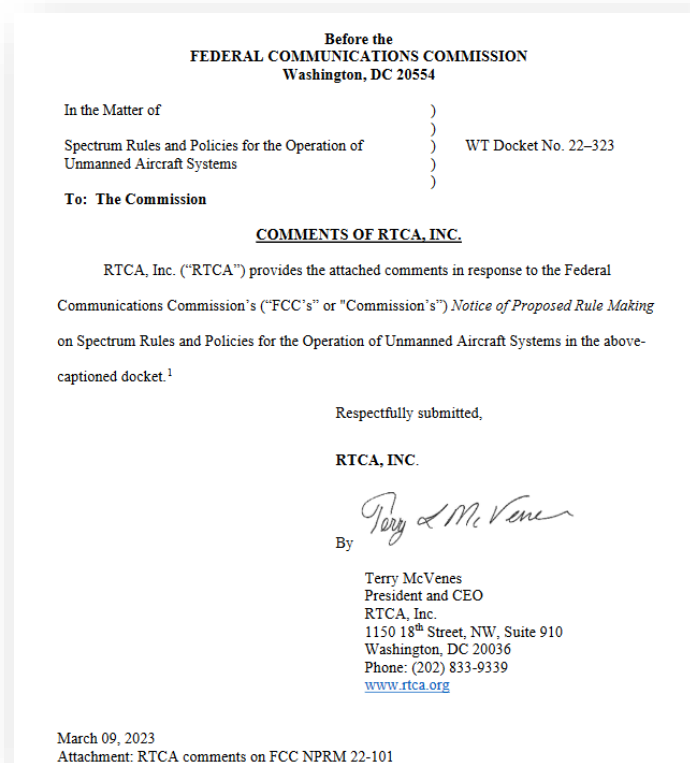 Before the
FEDERAL COMMUNICATIONS COMMISSION
Washington, DC 20554
In the Matter of )
)
Spectrum Rules and Policies for the Operation of ) WT Docket No. 22–323
Unmanned Aircraft Systems )
)
To: The Commission
COMMENTS OF RTCA, INC.
RTCA, Inc. (“RTCA”) provides the attached comments in response to the Federal
Communications Commission’s (“FCC’s” or "Commission’s”) Notice of Proposed Rule Making
on Spectrum Rules and Policies for the Operation of Unmanned Aircraft Systems in the above-
captioned docket.1
Respectfully submitted,
RTCA, INC.
Terry L McVenes
By
Terry McVenes
President and CEO
RTCA, Inc.
1150 18th Street, NW, Suite 910
Washington, DC 20036
Phone: (202) 833-9339
www.rtca.org
March 09, 2023
Attachment: RTCA comments on FCC NPRM 22-101